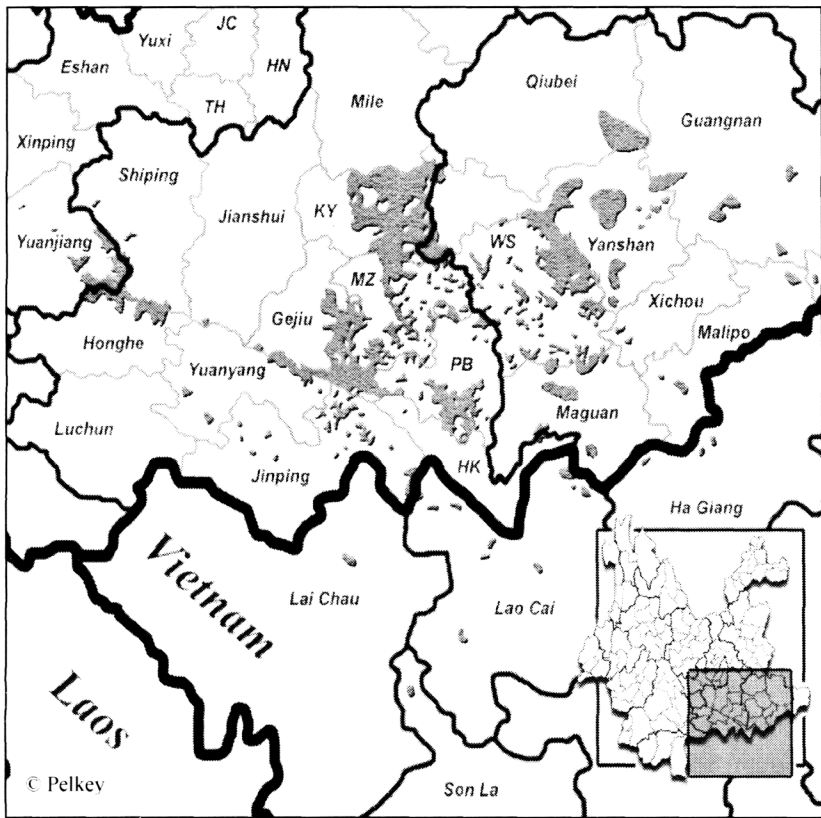 JC
Yuxi
Eshan
HN
TH
Mile
Qiubei
Guangnan
Xinping
Shiping
Jianshui
KY
WS
Yanshan
Yuanjiang
MZ
Gejiu
Xichou
Malipo
Honghe
Yuanyang
PB
Maguan
Luchun
Jinping
HK
Ha Giang
Vietnam
Lai Chau
Lao Cai
Laos
© Pelkey
Son La